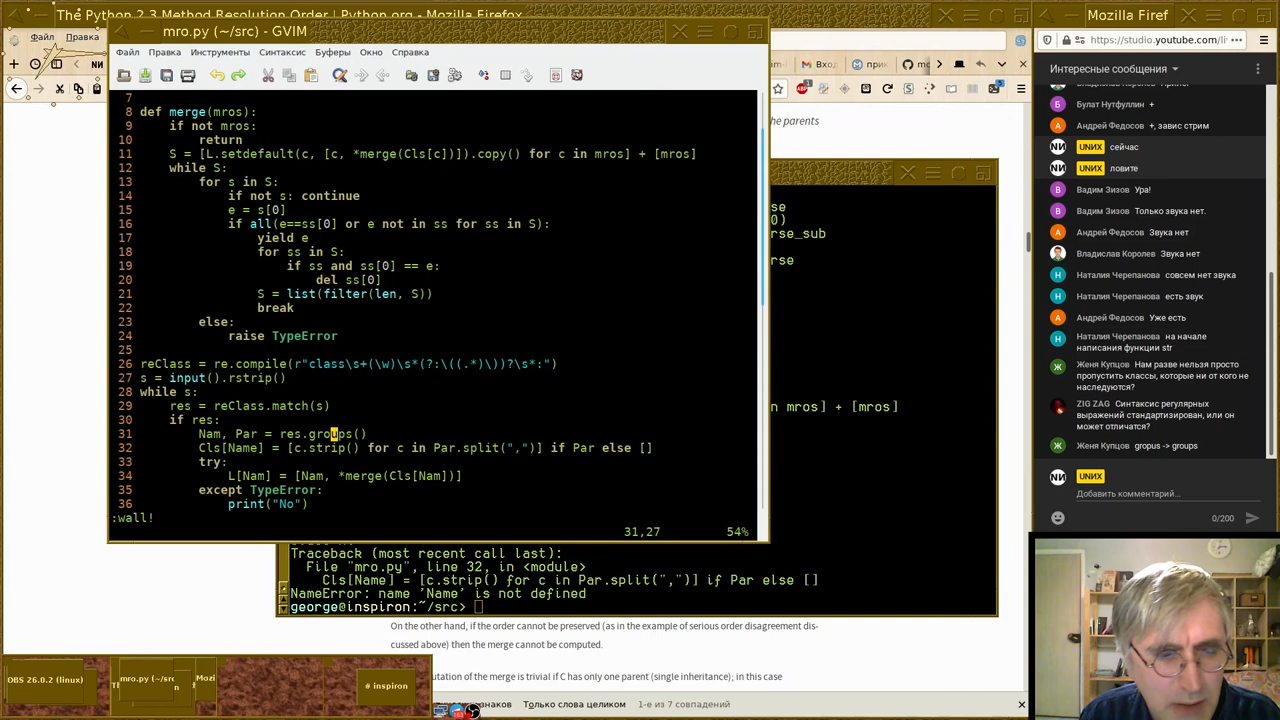 The Python 2.3 Method Resolution Order | Python.org — Mozilla Firefox
Mozilla Firef
Файл Правка
mro.py (~/src) - GVIM
Файл Правка Инструменты Синтаксис Буферы Окно Справка
https://studio.youtube.com/li
Интересные сообщения
7
8 def merge(mros):
9     if not mros:
10         return
11     S = [L.setdefault(c, [c, *merge(Cls[c])]).copy() for c in mros] + [mros]
12     while S:
13         for s in S:
14             if not s: continue
15             e = s[0]
16             if all(e==ss[0] or e not in ss for ss in S):
17                 yield e
18                 for ss in S:
19                     if ss and ss[0] == e:
20                         del ss[0]
21                 S = list(filter(len, S))
22                 break
23         else:
24             raise TypeError
25
26 reClass = re.compile(r"class\s+(\w)\s*(?:\((.*)\))?\s*:")
27 s = input().rstrip()
28 while s:
29     res = reClass.match(s)
30     if res:
31         Nam, Par = res.groups()
32         Cls[Name] = [c.strip() for c in Par.split(",")] if Par else []
33         try:
34             L[Nam] = [Nam, *merge(Cls[Nam])]
35         except TypeError:
36             print("No")
:wall!
31,27 54%
he parents
rse_sub
n mros] + [mros]
Traceback (most recent call last):
File "mro.py", line 32, in <module>
Cls[Name] = [c.strip() for c in Par.split(",")] if Par else []
NameError: name 'Name' is not defined
george@inspiron:~/src>
On the other hand, if the order cannot be preserved (as in the example of serious order disagreement dis-
cussed above) then the merge cannot be computed.
utation of the merge is trivial if C has only one parent (single inheritance); in this case
Только слова целиком 1-е из 7 совпадений
OBS 26.0.2 (linux)
mro.py (~/src
Mozi
# inspiron
Булат Нутфуллин +
Андрей Федосов +, завис стрим
UNИX сейчас
UNИX ловите
Вадим Зизов Ура!
Вадим Зизов Только звука нет.
Андрей Федосов Звука нет
Владислав Королев Звука нет
Наталия Черепанова совсем нет звука
Наталия Черепанова есть звук
Андрей Федосов Уже есть
Наталия Черепанова на начале
написания функции str
Женя Купцов Нам разве нельзя просто
пропустить классы, которые ни от кого не
наследуются?
ZIG ZAG Синтаксис регулярных
выражений стандартизирован, или
может отличатся?
Женя Купцов gropus -> groups
UNИX
Добавить комментарий...
0/200